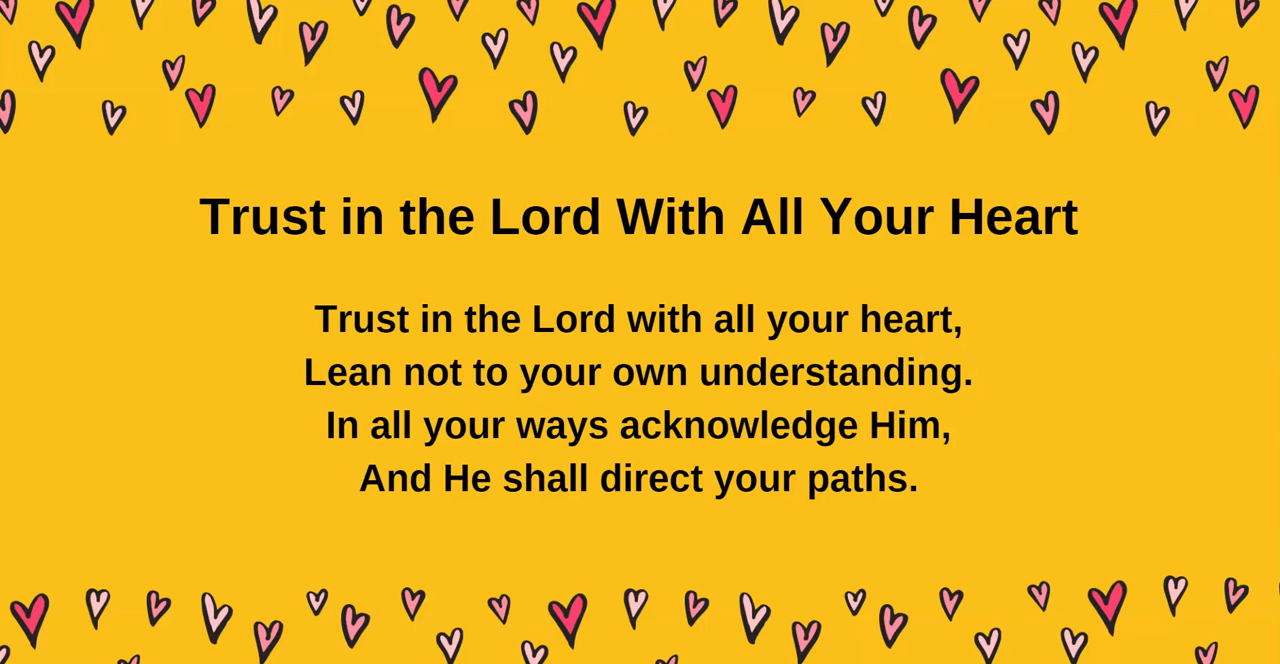 Trust in the Lord With All Your Heart
Trust in the Lord with all your heart,
Lean not to your own understanding.
In all your ways acknowledge Him,
And He shall direct your paths.